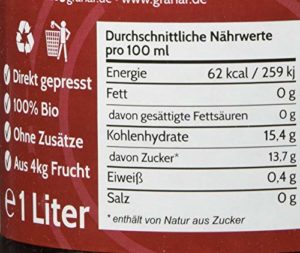 Direkt gepresst
100% Bio
Ohne Zusätze
Aus 4kg Frucht
e 1 Liter
Durchschnittliche Nährwerte
pro 100 ml
Energie 62 kcal / 259 kj
Fett 0 g
davon gesättigte Fettsäuren 0 g
Kohlenhydrate 15,4 g
davon Zucker* 13,7 g
Eiweiß 0,4 g
Salz 0 g
* enthält von Natur aus Zucker